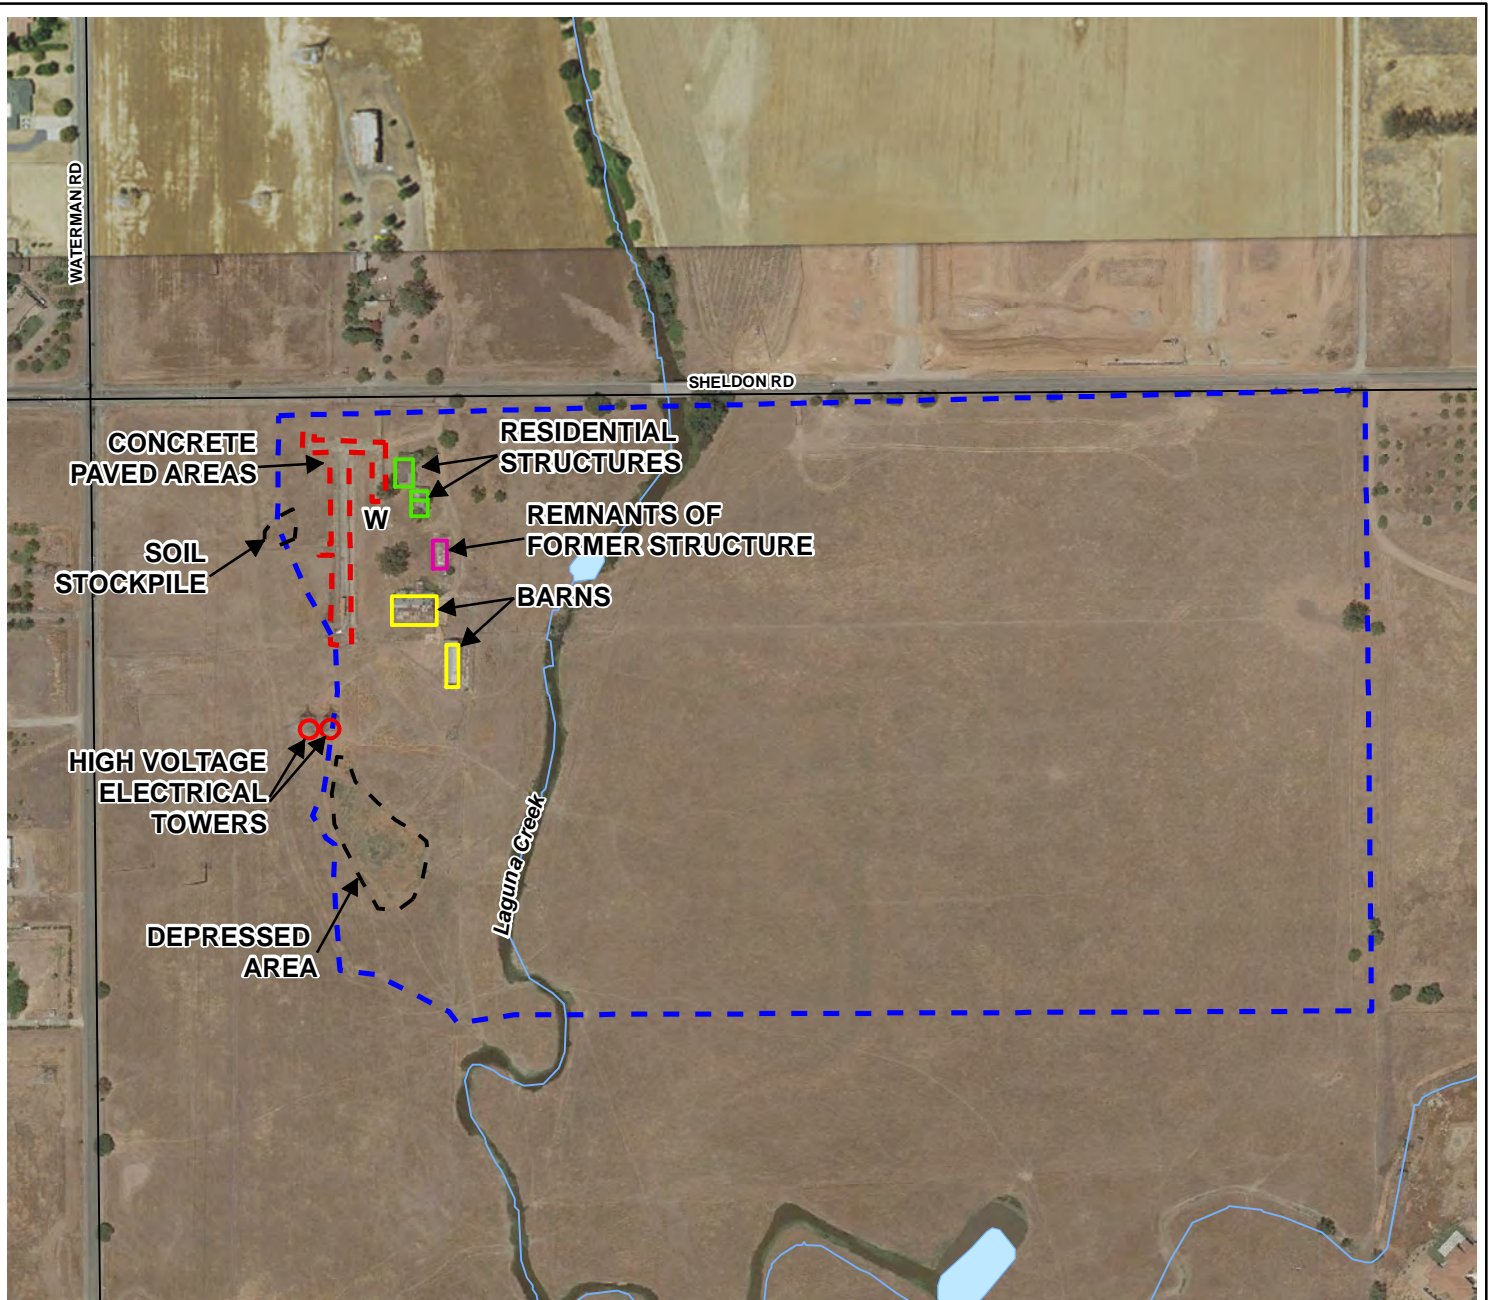 WATERMAN RD
SHELDON RD
CONCRETE
PAVED AREAS
RESIDENTIAL
STRUCTURES
W
REMNANTS OF
FORMER STRUCTURE
SOIL
STOCKPILE
BARNS
HIGH VOLTAGE
ELECTRICAL
TOWERS
Laguna Creek
DEPRESSED
AREA